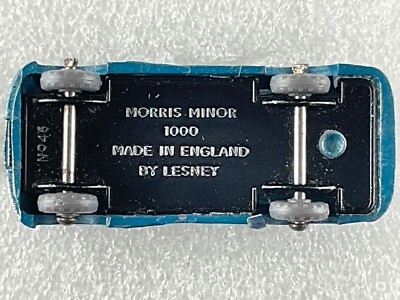 MORRIS MINOR
1000
MADE IN ENGLAND
BY LESNEY
No 46